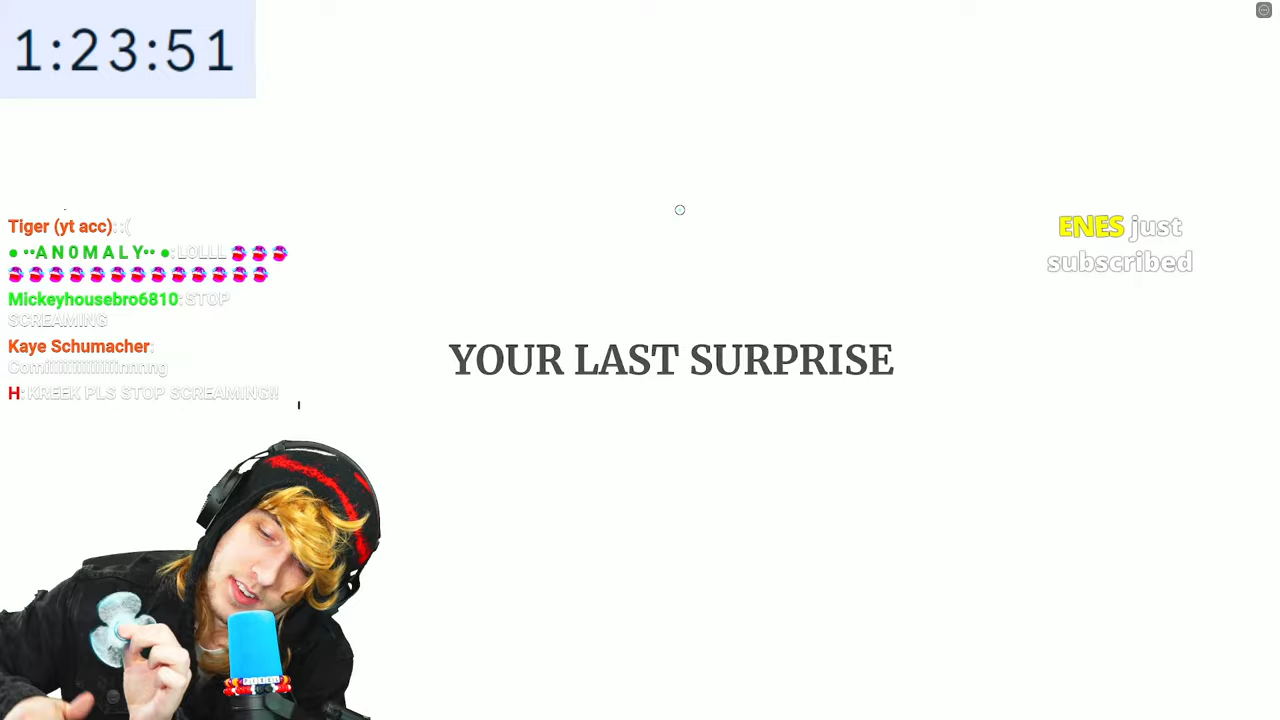 1:23:51
Tiger (yt acc): :(
● ••A N 0 M A L Y•• ●: LOLLL
Mickeyhousebro6810: STOP
SCREAMING
Kaye Schumacher:
Comiiiiiiiiiiiiiiiiinnnng
H: KREEK PLS STOP SCREAMING!!
ENES just
subscribed
YOUR LAST SURPRISE